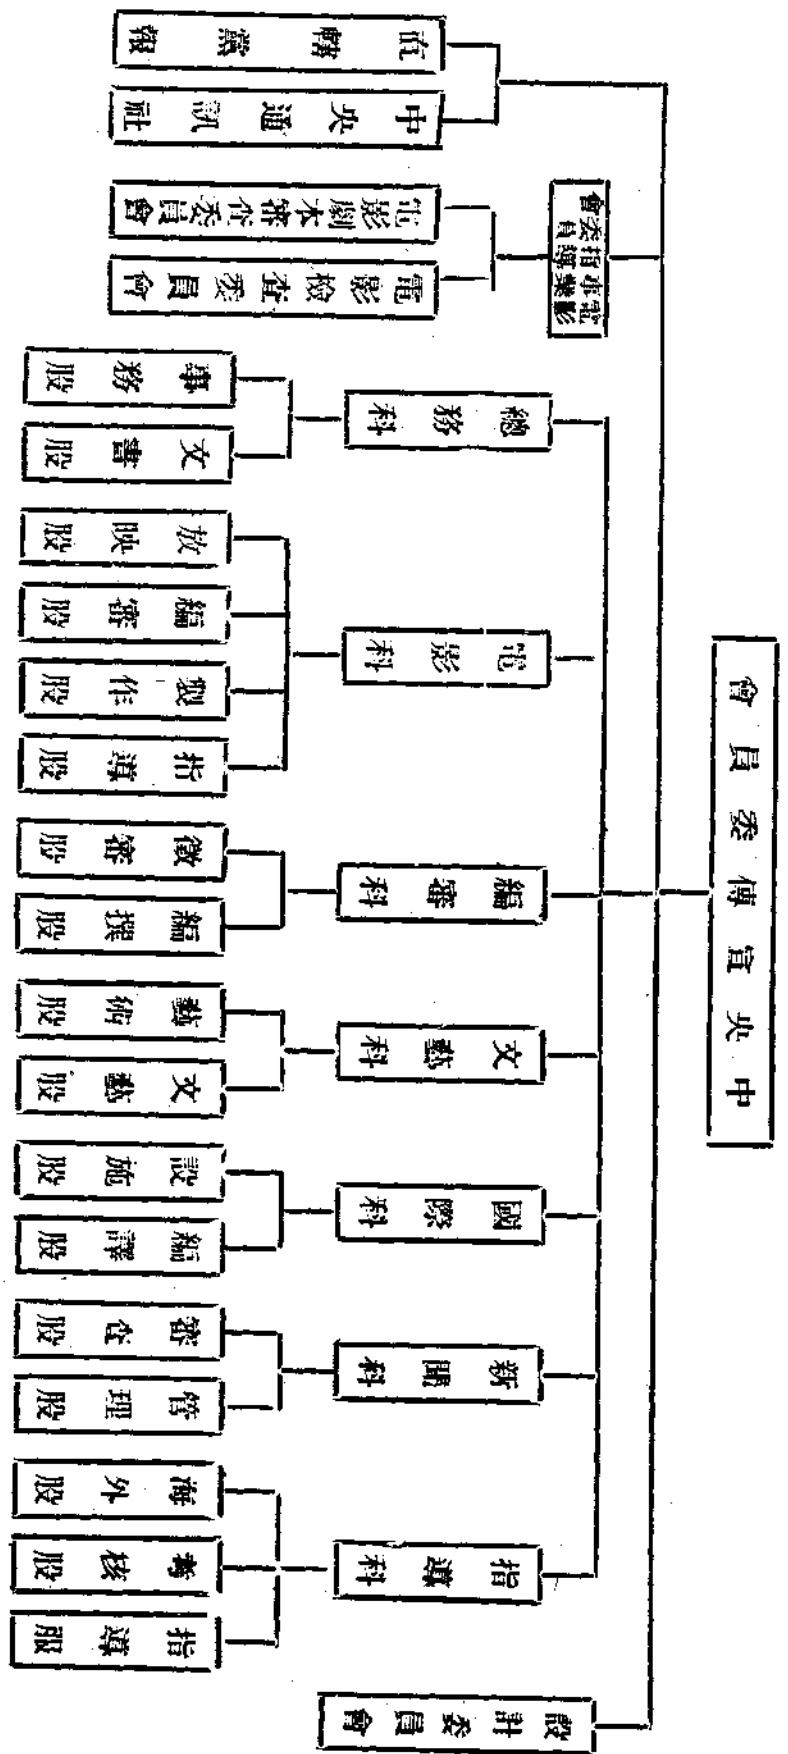 中央宣傳委員會
設計委員會
指導科
指導股
考核股
海外股
新聞科
管理股
審查股
國際科
編譯股
設施股
文藝科
文藝股
藝術股
編審科
編撰股
徵審股
電影科
指導股
製作股
編審股
放映股
總務科
文書股
事務股
電影事業指導委員會
電影檢查委員會
電影劇本審查委員會
中央通訊社
直轄黨報